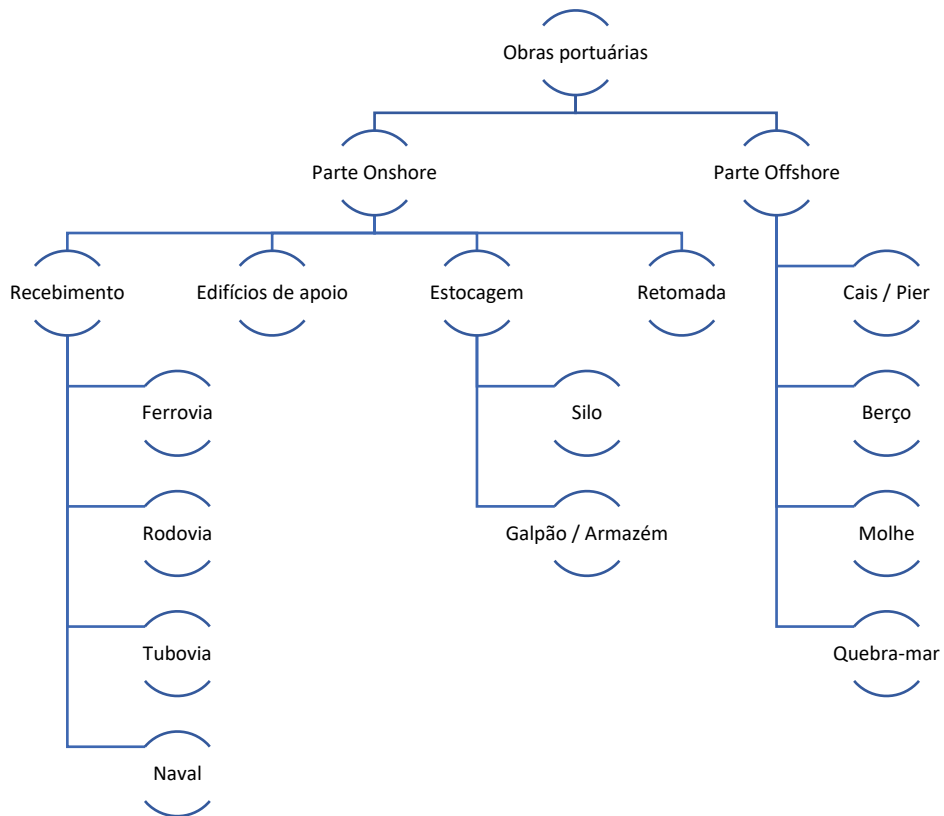 Obras portuárias
Parte Onshore
Parte Offshore
Recebimento
Edifícios de apoio
Estocagem
Retomada
Cais / Pier
Ferrovia
Silo
Berço
Rodovia
Galpão / Armazém
Molhe
Tubovia
Quebra-mar
Naval